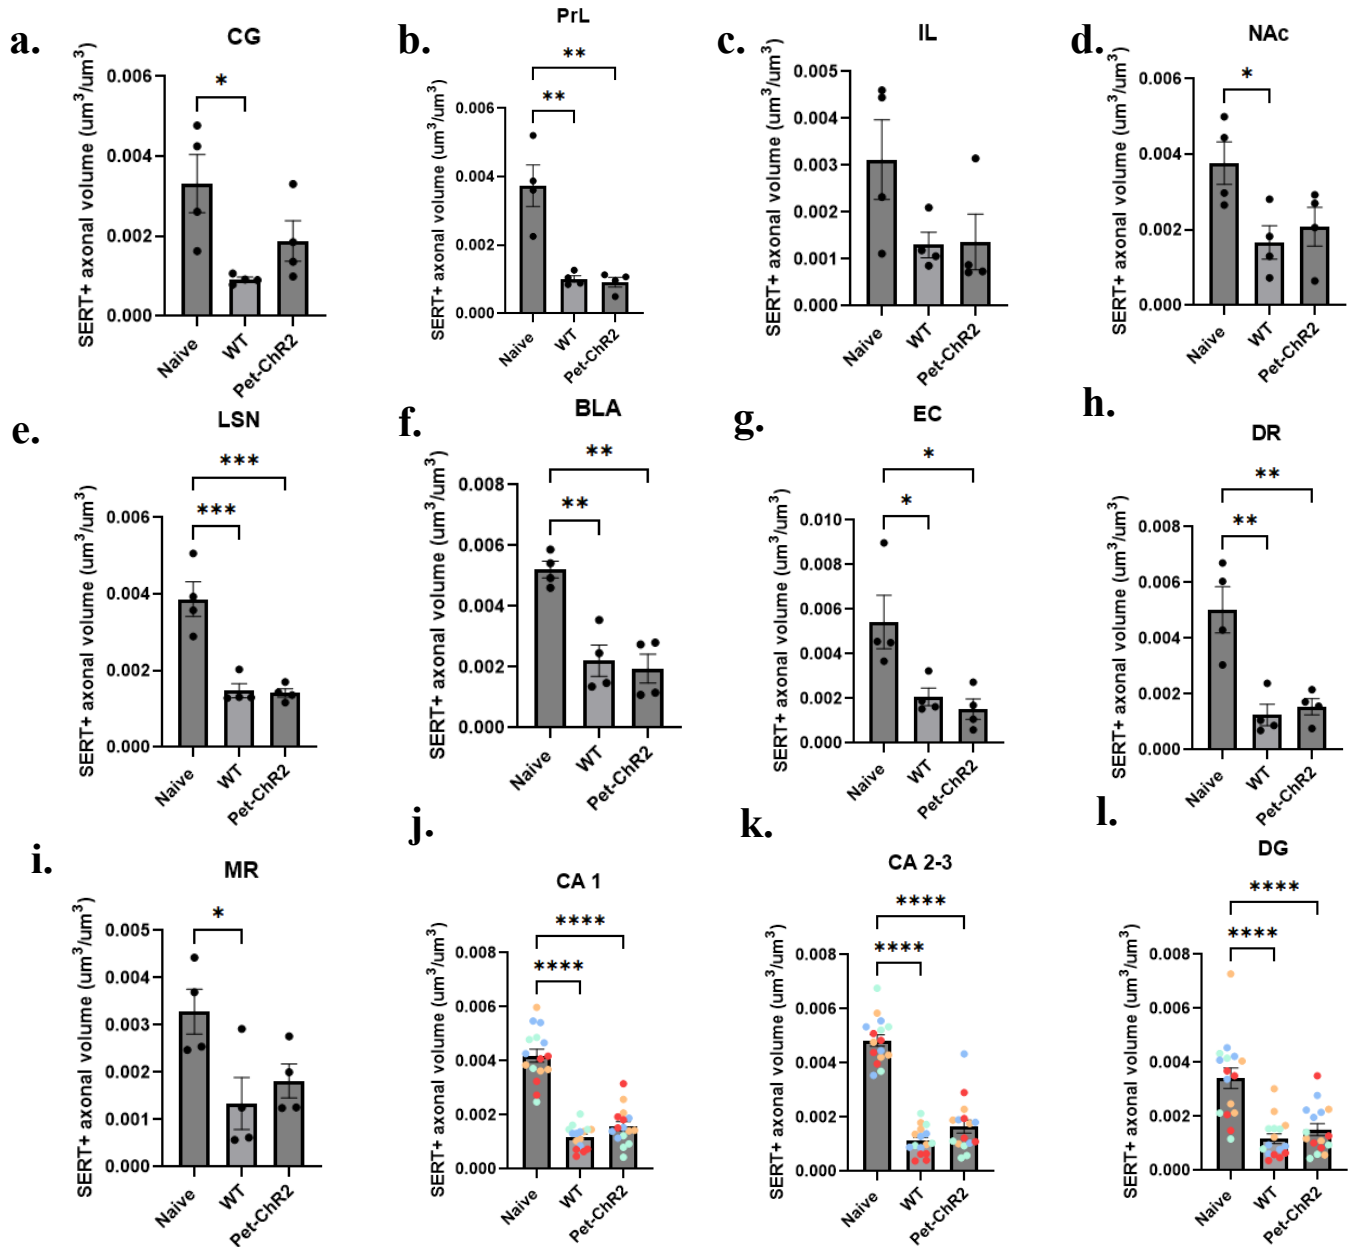 a.
CG
SERT+ axonal volume (um³/um³)
0.006
0.004
0.002
0.000
*
Naive
WT
Pet-ChR2
b.
PrL
SERT+ axonal volume (um³/um³)
0.006
0.004
0.002
0.000
**
**
Naive
WT
Pet-ChR2
c.
IL
SERT+ axonal volume (um³/um³)
0.005
0.004
0.003
0.002
0.001
0.000
Naive
WT
Pet-ChR2
d.
NAc
SERT+ axonal volume (um³/um³)
0.006
0.004
0.002
0.000
*
Naive
WT
Pet-ChR2
e.
LSN
SERT+ axonal volume (um³/um³)
0.006
0.004
0.002
0.000
***
***
Naive
WT
Pet-ChR2
f.
BLA
SERT+ axonal volume (um³/um³)
0.008
0.006
0.004
0.002
0.000
**
**
Naive
WT
Pet-ChR2
g.
EC
SERT+ axonal volume (um³/um³)
0.010
0.008
0.006
0.004
0.002
0.000
*
*
Naive
WT
Pet-ChR2
h.
DR
SERT+ axonal volume (um³/um³)
0.008
0.006
0.004
0.002
0.000
**
**
Naive
WT
Pet-ChR2
i.
MR
SERT+ axonal volume (um³/um³)
0.005
0.004
0.003
0.002
0.001
0.000
*
Naive
WT
Pet-ChR2
j.
CA 1
SERT+ axonal volume (um³/um³)
0.008
0.006
0.004
0.002
0.000
****
****
Naive
WT
Pet-ChR2
k.
CA 2-3
SERT+ axonal volume (um³/um³)
0.008
0.006
0.004
0.002
0.000
****
****
Naive
WT
Pet-ChR2
l.
DG
SERT+ axonal volume (um³/um³)
0.008
0.006
0.004
0.002
0.000
****
****
Naive
WT
Pet-ChR2